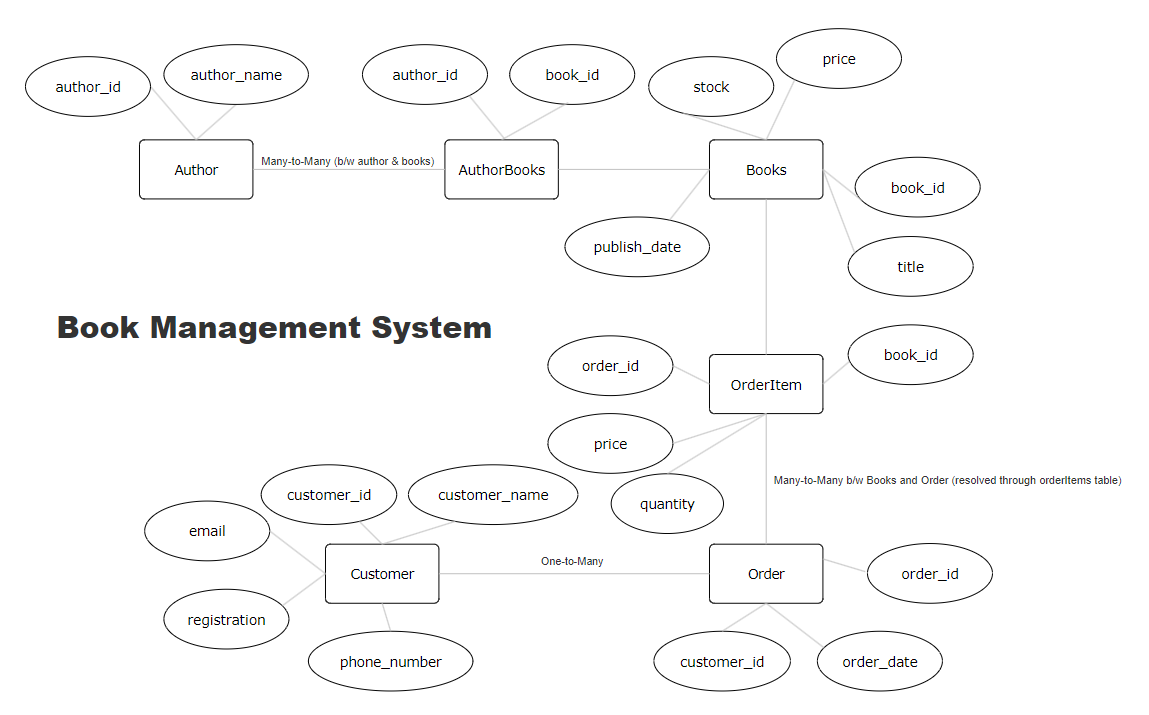 price
author_id
author_name
author_id
book_id
stock
Many-to-Many (b/w author & books)
Author
AuthorBooks
Books
book_id
publish_date
title
Book Management System
order_id
book_id
OrderItem
price
Many-to-Many b/w Books and Order (resolved through orderItems table)
customer_id
customer_name
quantity
email
One-to-Many
Customer
Order
order_id
registration
phone_number
customer_id
order_date